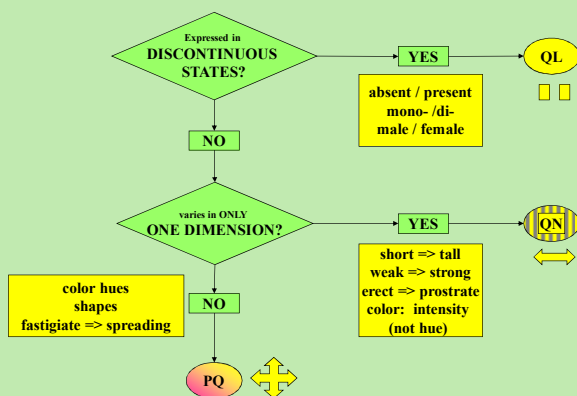 Expressed in
DISCONTINUOUS
STATES?
YES
QL
absent / present
mono- /di-
male / female
NO
varies in ONLY
ONE DIMENSION?
YES
QN
short => tall
weak => strong
erect => prostrate
color: intensity
(not hue)
color hues
shapes
fastigiate => spreading
NO
PQ